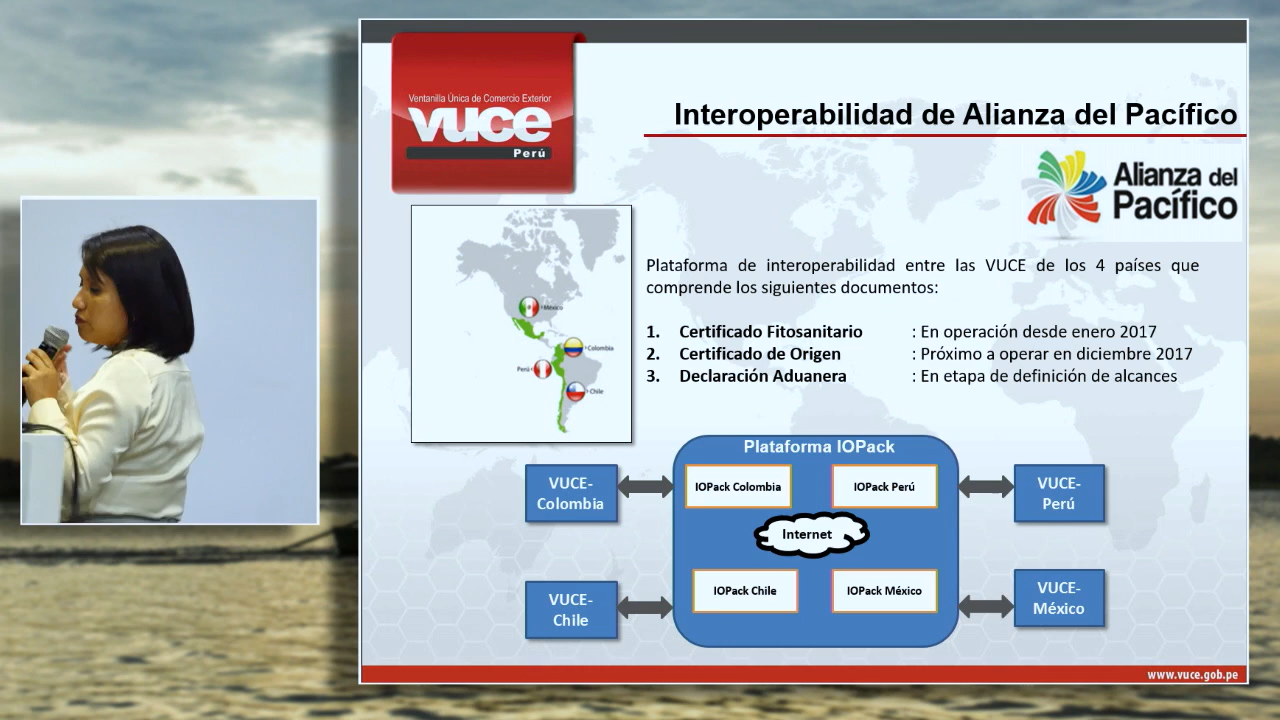 Ventanilla Única de Comercio Exterior
vuce
Perú
Interoperabilidad de Alianza del Pacífico
Alianza del
Pacífico
México
Colombia
Perú
Chile
Plataforma de interoperabilidad entre las VUCE de los 4 países que
comprende los siguientes documentos:
1. Certificado Fitosanitario : En operación desde enero 2017
2. Certificado de Origen : Próximo a operar en diciembre 2017
3. Declaración Aduanera : En etapa de definición de alcances
Plataforma IOPack
VUCE-
Colombia
IOPack Colombia
IOPack Perú
VUCE-
Perú
Internet
VUCE-
Chile
IOPack Chile
IOPack México
VUCE-
México
www.vuce.gob.pe